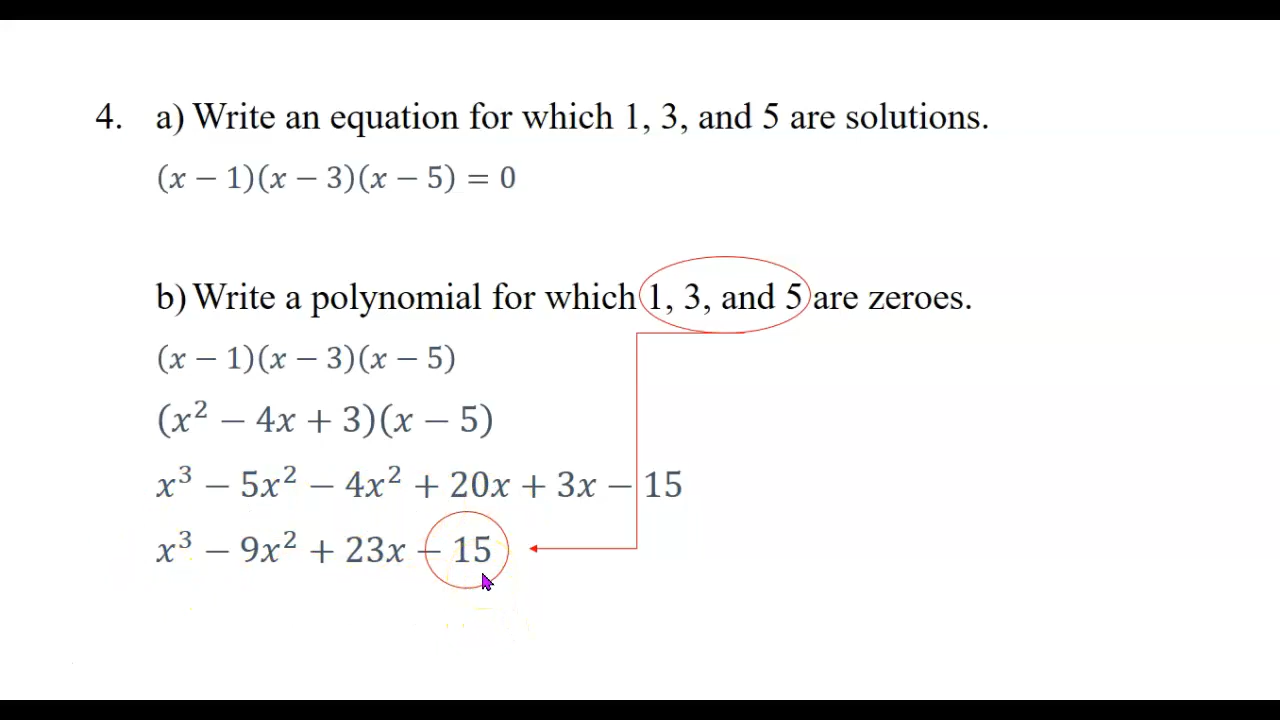 4. a) Write an equation for which 1, 3, and 5 are solutions.
(x − 1)(x − 3)(x − 5) = 0
b) Write a polynomial for which 1, 3, and 5 are zeroes.
(x − 1)(x − 3)(x − 5)
(x² − 4x + 3)(x − 5)
x³ − 5x² − 4x² + 20x + 3x − 15
x³ − 9x² + 23x − 15